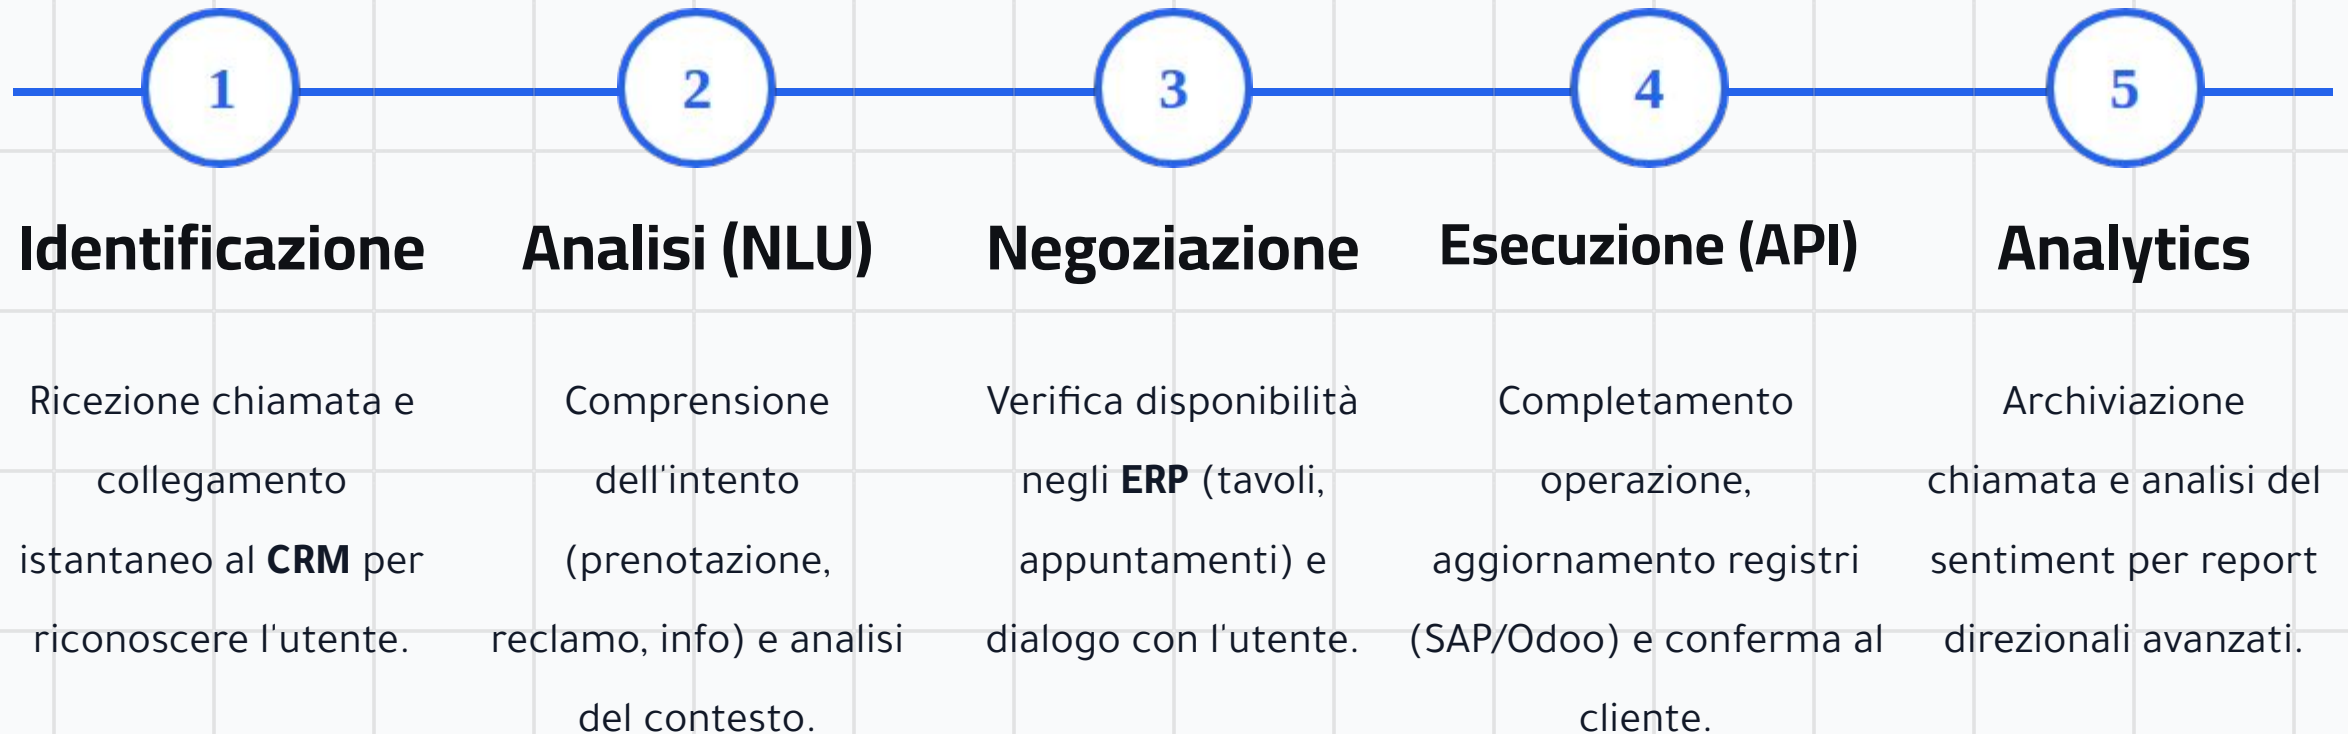 1
2
3
4
5
Identificazione
Ricezione chiamata e
collegamento
istantaneo al CRM per
riconoscere l'utente.
Analisi (NLU)
Comprensione
dell'intento
(prenotazione,
reclamo, info) e analisi
del contesto.
Negoziazione
Verifica disponibilità
negli ERP (tavoli,
appuntamenti) e
dialogo con l'utente.
Esecuzione (API)
Completamento
operazione,
aggiornamento registri
(SAP/Odoo) e conferma al
cliente.
Analytics
Archiviazione
chiamata e analisi del
sentiment per report
direzionali avanzati.